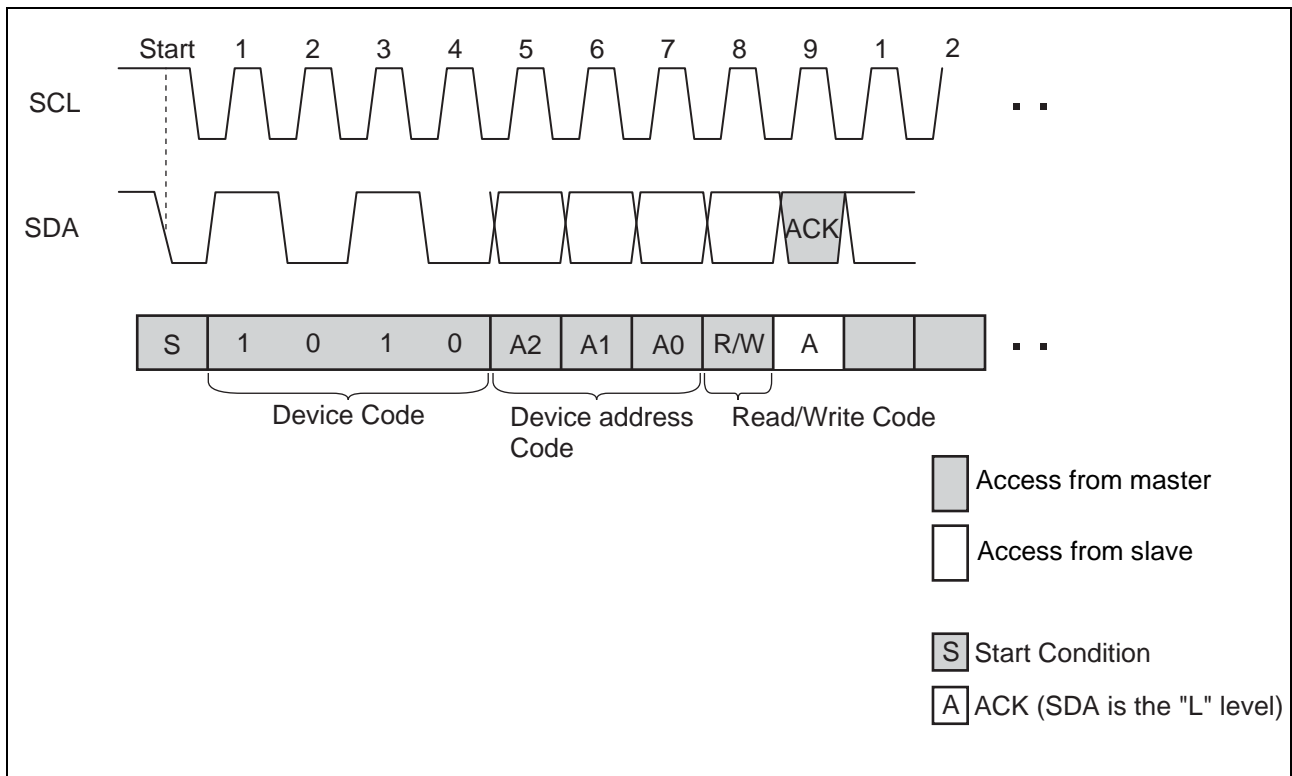 Start 1 2 3 4 5 6 7 8 9 1 2
SCL
SDA
ACK
S 1 0 1 0 A2 A1 A0 R/W A
Device Code
Device address
Code
Read/Write Code
Access from master
Access from slave
S Start Condition
A ACK (SDA is the "L" level)